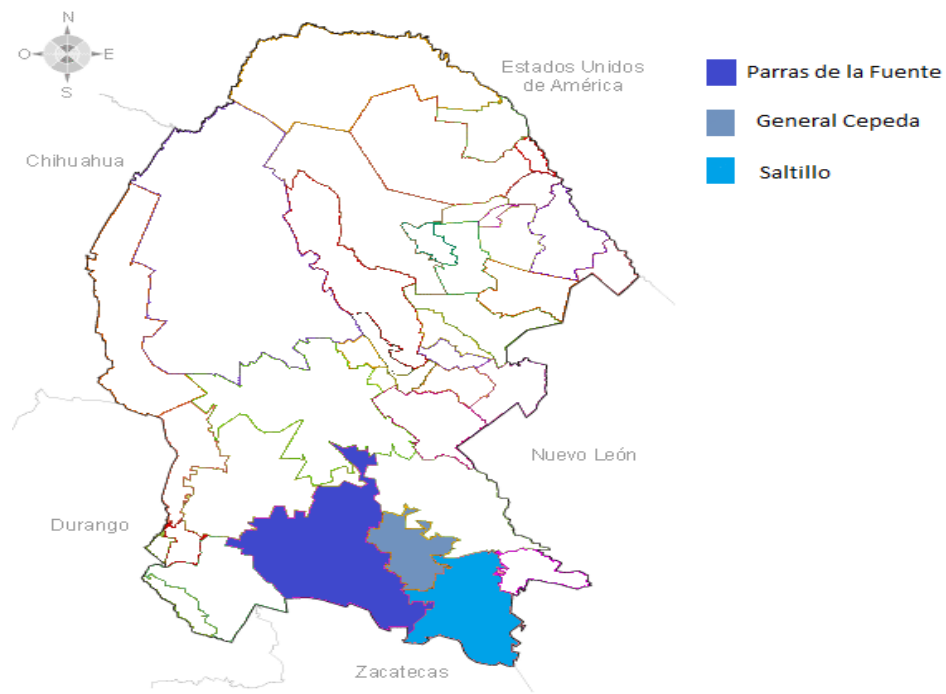 N
O
E
S
Estados Unidos
de América
Chihuahua
Parras de la Fuente
General Cepeda
Saltillo
Nuevo León
Durango
Zacatecas